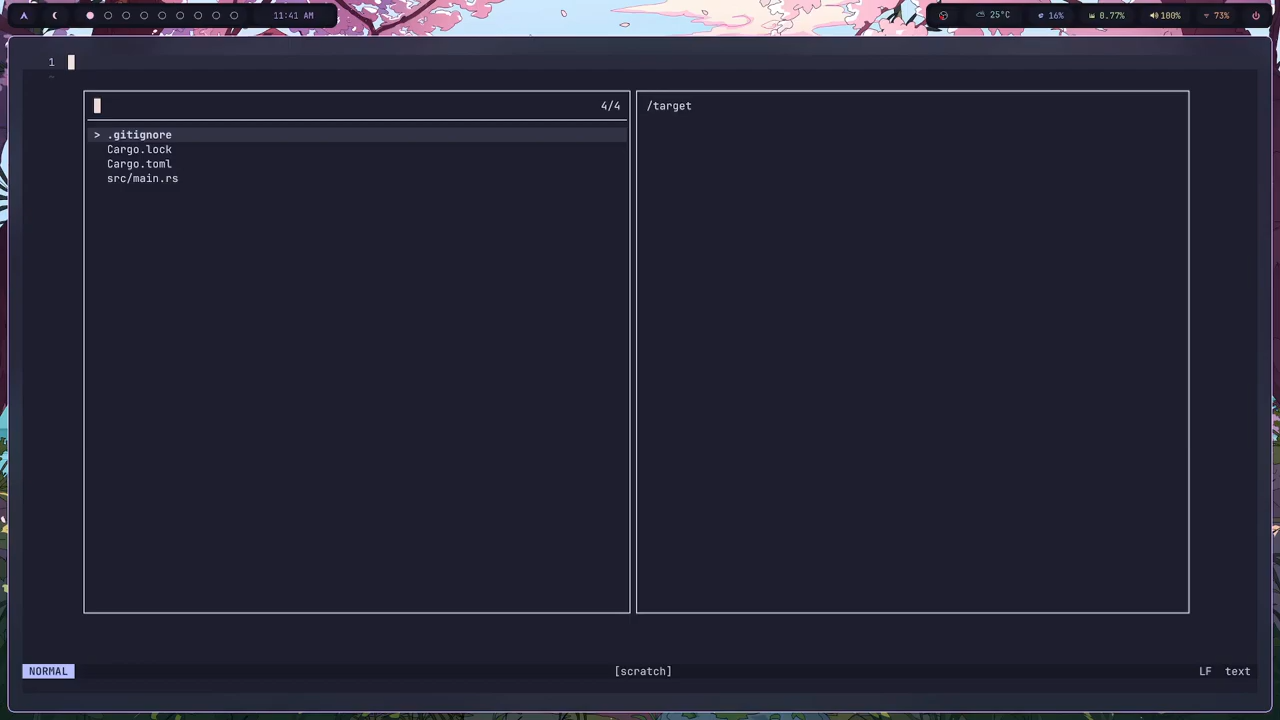 11:41 AM
25°C 16% 0.77% 100% 73%
1
~
4/4
> .gitignore
Cargo.lock
Cargo.toml
src/main.rs
/target
NORMAL [scratch] LF text